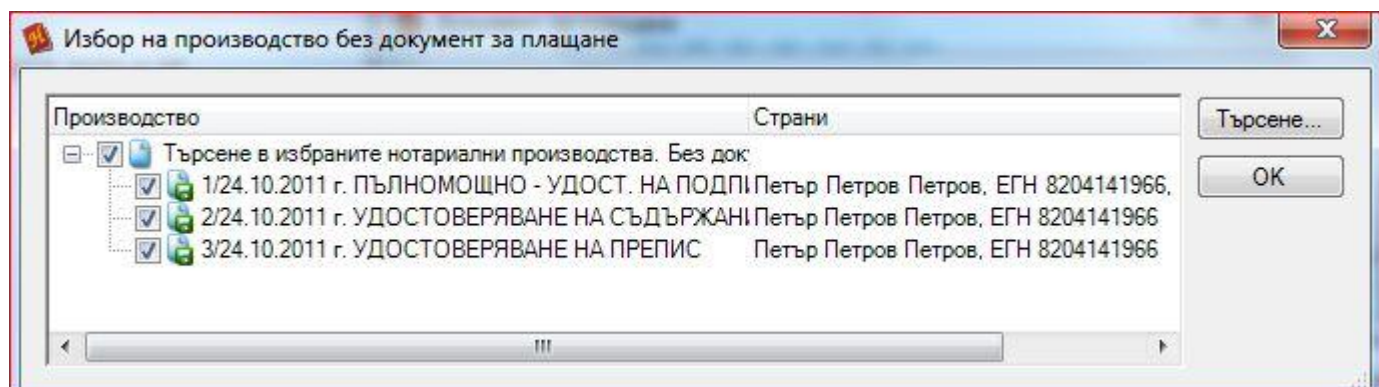 Избор на производство без документ за плащане
Производство Страни
Търсене...
Търсене в избраните нотариални производства. Без док
1/24.10.2011 г. ПЪЛНОМОЩНО - УДОСТ. НА ПОДПИ Петър Петров Петров, ЕГН 8204141966,
OK
2/24.10.2011 г. УДОСТОВЕРЯВАНЕ НА СЪДЪРЖАНИ Петър Петров Петров, ЕГН 8204141966
3/24.10.2011 г. УДОСТОВЕРЯВАНЕ НА ПРЕПИС Петър Петров Петров, ЕГН 8204141966